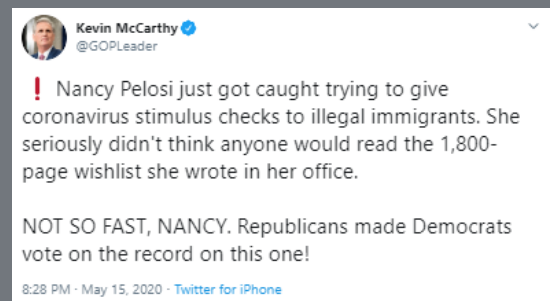 Kevin McCarthy
@GOPLeader
❗ Nancy Pelosi just got caught trying to give
coronavirus stimulus checks to illegal immigrants. She
seriously didn't think anyone would read the 1,800-
page wishlist she wrote in her office.
NOT SO FAST, NANCY. Republicans made Democrats
vote on the record on this one!
8:28 PM · May 15, 2020 · Twitter for iPhone